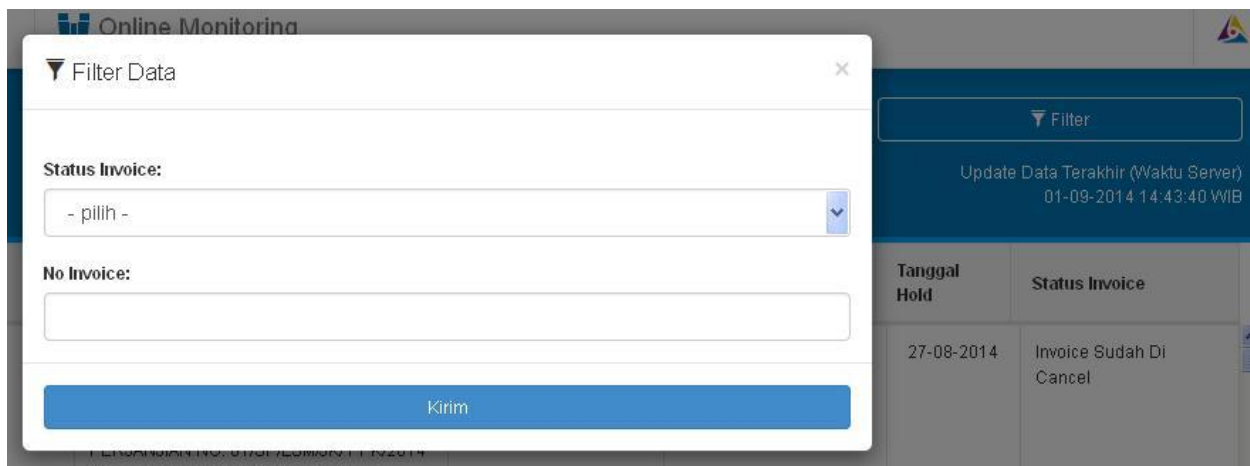 Online Monitoring
Filter Data
×
Filter
Status Invoice:
Update Data Terakhir (Waktu Server)
01-09-2014 14:43:40 WIB
- pilih -
No Invoice:
Tanggal
Hold
Status Invoice
27-08-2014
Invoice Sudah Di
Cancel
Kirim